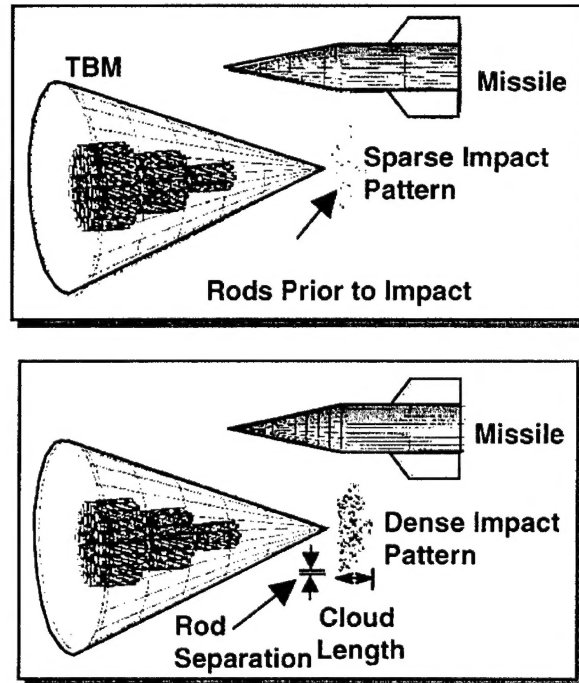 TBM
Missile
Sparse Impact
Pattern
Rods Prior to Impact
Missile
Dense Impact
Pattern
Rod
Separation
Cloud
Length